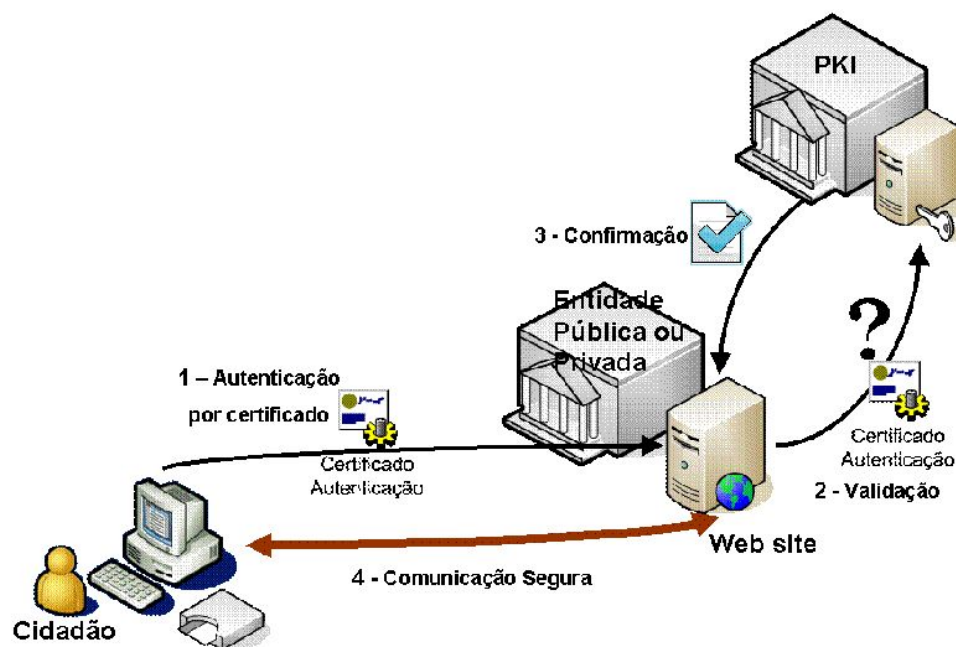 PKI
3 - Confirmação
Entidade
Pública ou
Privada
1 – Autenticação
por certificado
Certificado
Autenticação
Certificado
Autenticação
2 - Validação
Web site
4 - Comunicação Segura
Cidadão